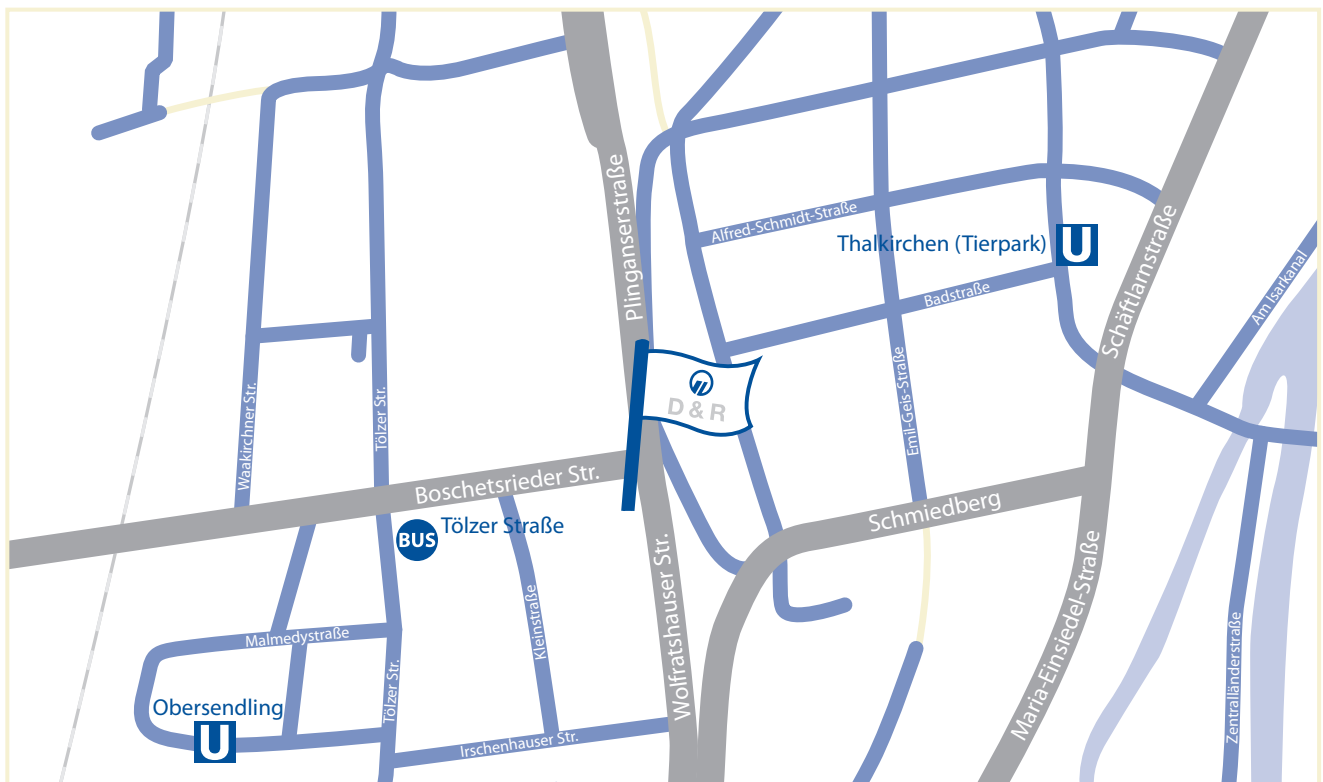 Plinganserstraße
Alfred-Schmidt-Straße
Thalkirchen (Tierpark)
U
Schäftlarnstraße
Am Isarkanal
Badstraße
Waakirchner Str.
Tölzer Str.
D & R
Emil-Geis-Straße
Boschetsrieder Str.
BUS
Tölzer Straße
Schmiedberg
Wolfratshauser Str.
Kleinstraße
Malmedystraße
Maria-Einsiedel-Straße
Zentralländerstraße
Tölzer Str.
Obersendling
U
Irschenhauser Str.